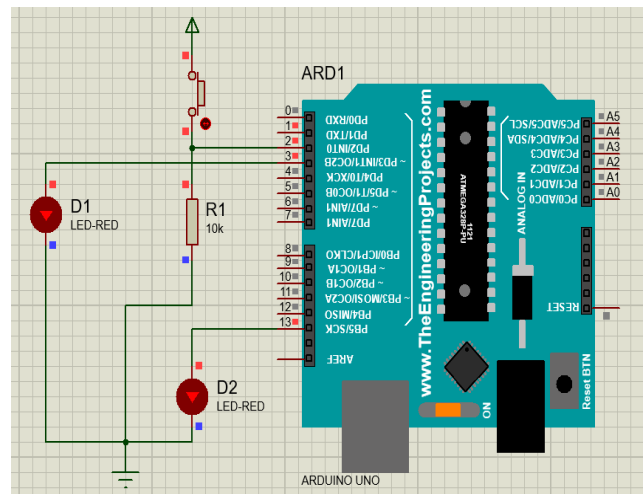 ARD1
0
1
2
3
4
5
6
7
8
9
10
11
12
13
PD0/RXD
PD1/TXD
PD2/INT0
~ PD3/INT1/OC2B
PD4/T0/XCK
~ PD5/T1/OC0B
~ PD7/AIN1
PD7/AIN1
PB0/ICP1/CLKO
~ PB1/OC1A
~ PB2/OC1B
~ PB3/MOSI/OC2A
PB4/MISO
PB5/SCK
AREF
D1
LED-RED
R1
10k
D2
LED-RED
www.TheEngineeringProjects.com
ATMEGA328P-PU
1121
PC5/ADC5/SCL
PC4/ADC4/SDA
PC3/ADC3
PC2/ADC2
PC1/ADC1
PC0/ADC0
A5
A4
A3
A2
A1
A0
ANALOG IN
RESET
Reset BTN
ON
ARDUINO UNO